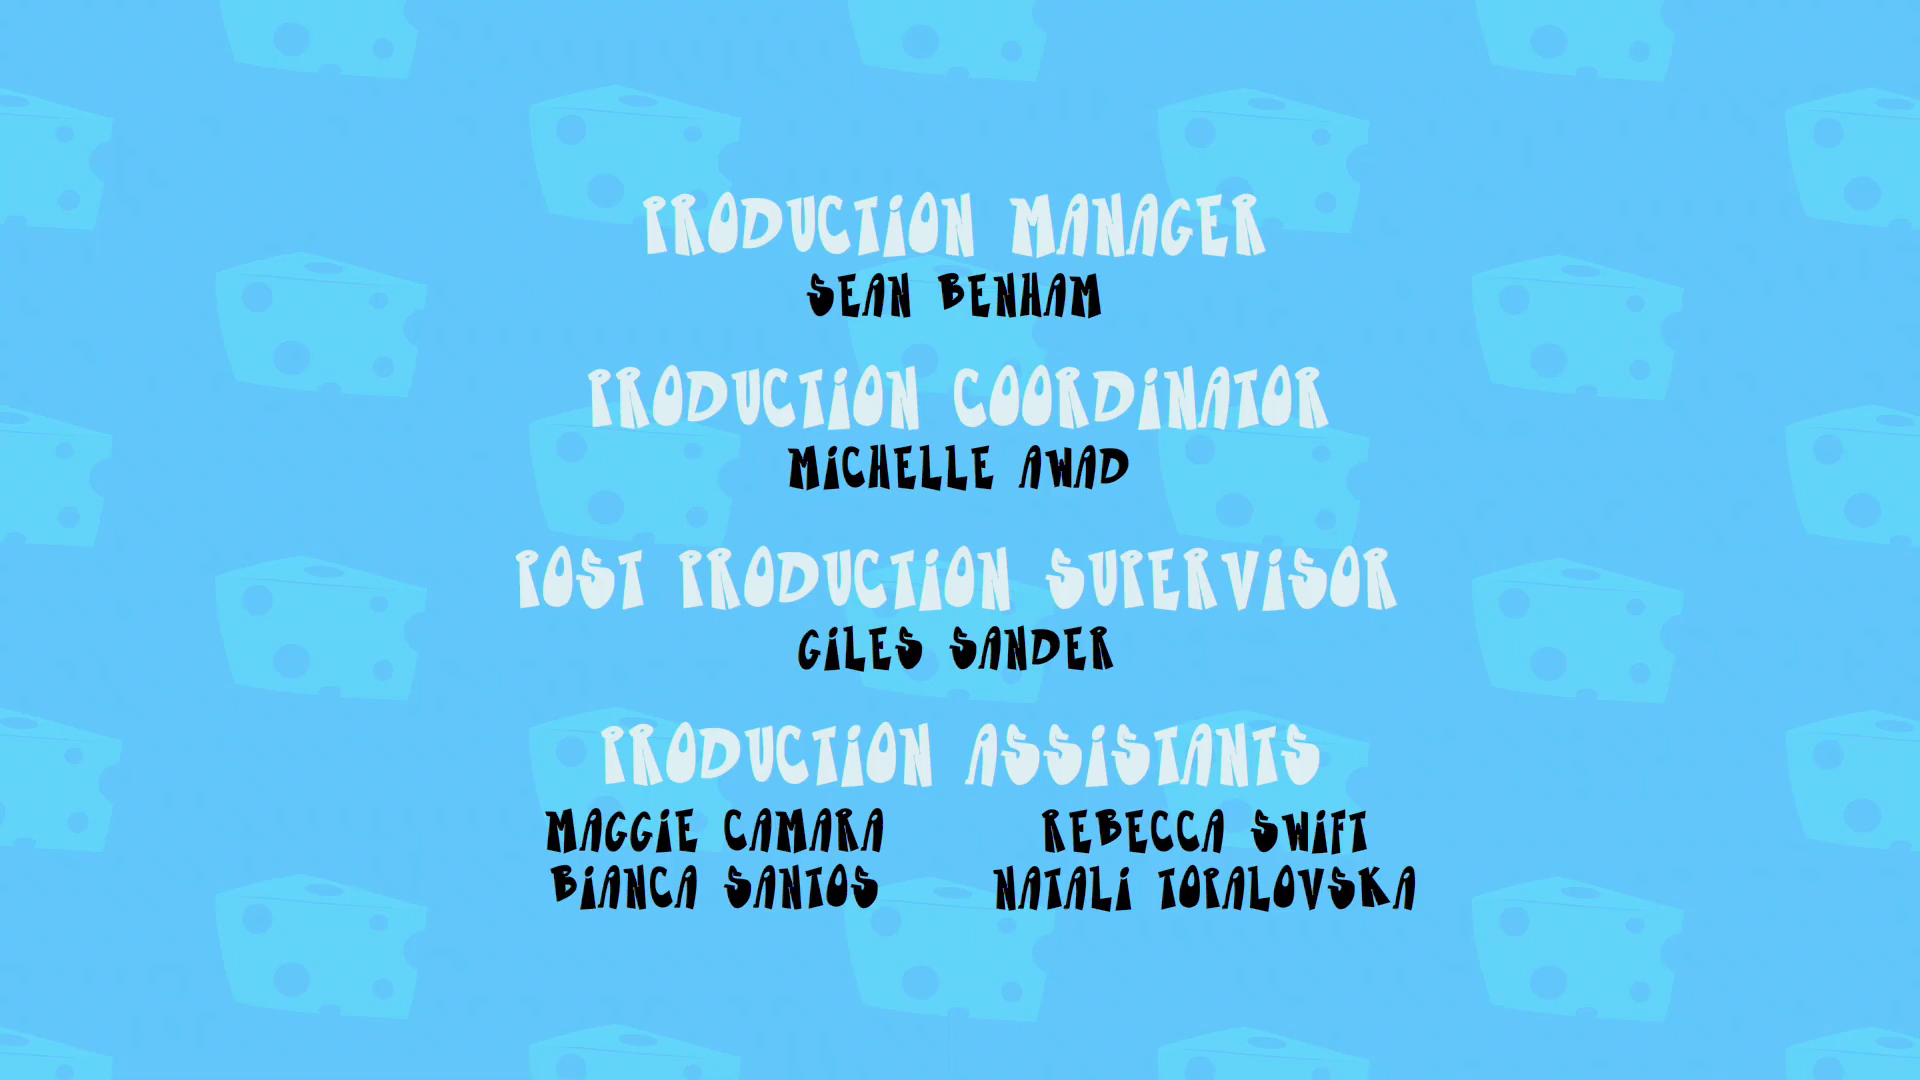 PRODUCTION MANAGER
SEAN BENHAM
PRODUCTION COORDINATOR
MICHELLE AWAD
POST PRODUCTION SUPERVISOR
GILES SANDER
PRODUCTION ASSISTANTS
MAGGIE CAMARA REBECCA SWIFT
BIANCA SANTOS NATALI TOPALOVSKA